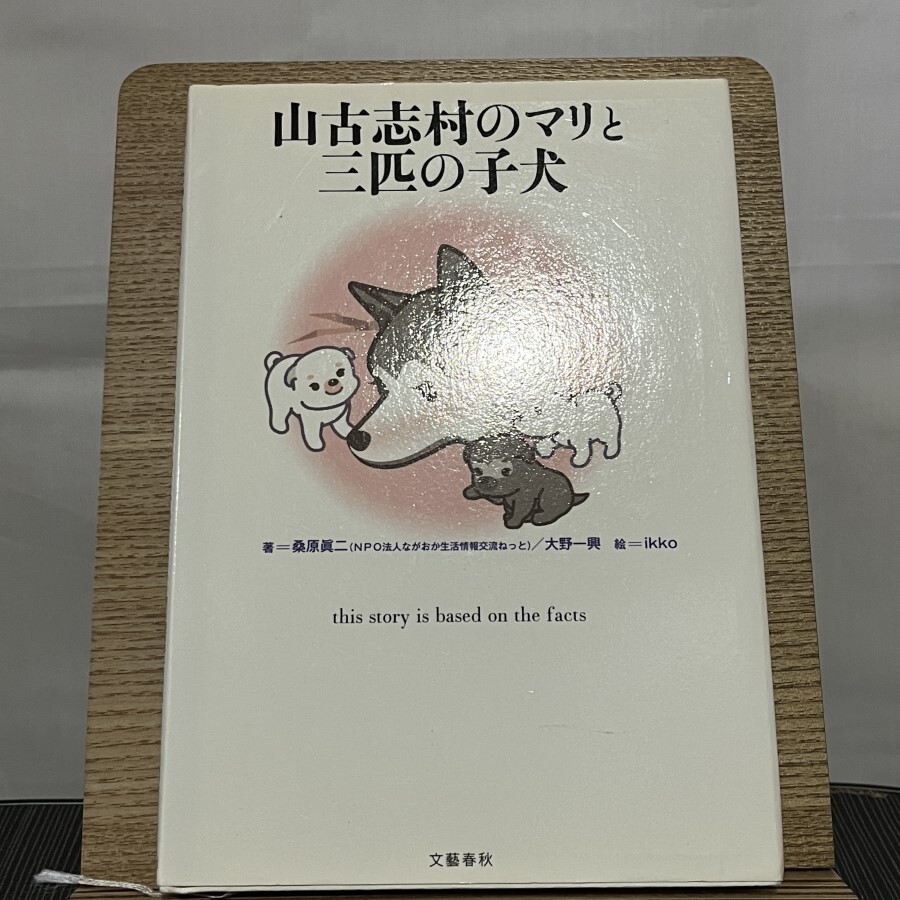 山古志村のマリと
三匹の子犬
著＝桑原眞二（NPO法人ながおか生活情報交流ねっと）／大野一興　絵＝ikko
this story is based on the facts
文藝春秋